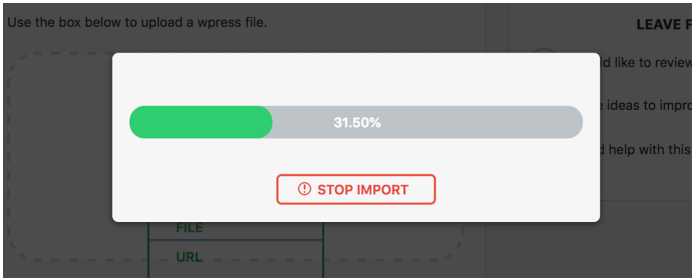 Use the box below to upload a wpress file.
LEAVE F
ld like to review
e ideas to impro
d help with this
31.50%
STOP IMPORT
FILE
URL